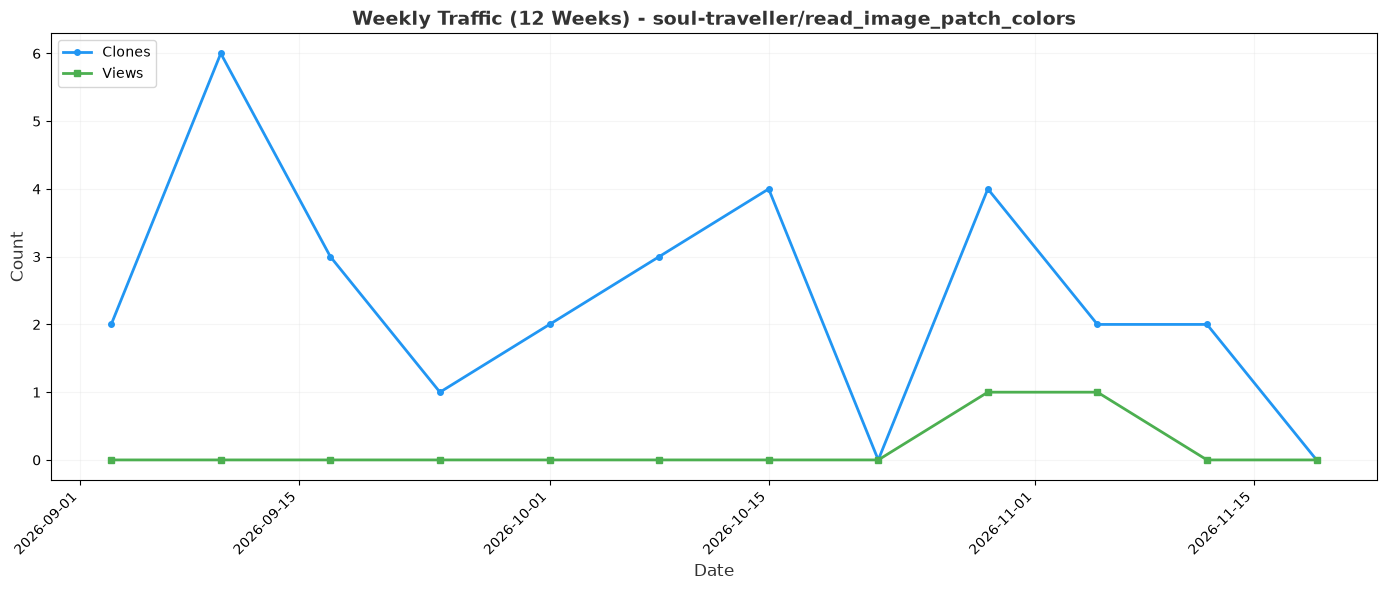 Weekly Traffic (12 Weeks) - soul-traveller/read_image_patch_colors
Clones
Views
Count
6
5
4
3
2
1
0
2026-09-01
2026-09-15
2026-10-01
2026-10-15
2026-11-01
2026-11-15
Date